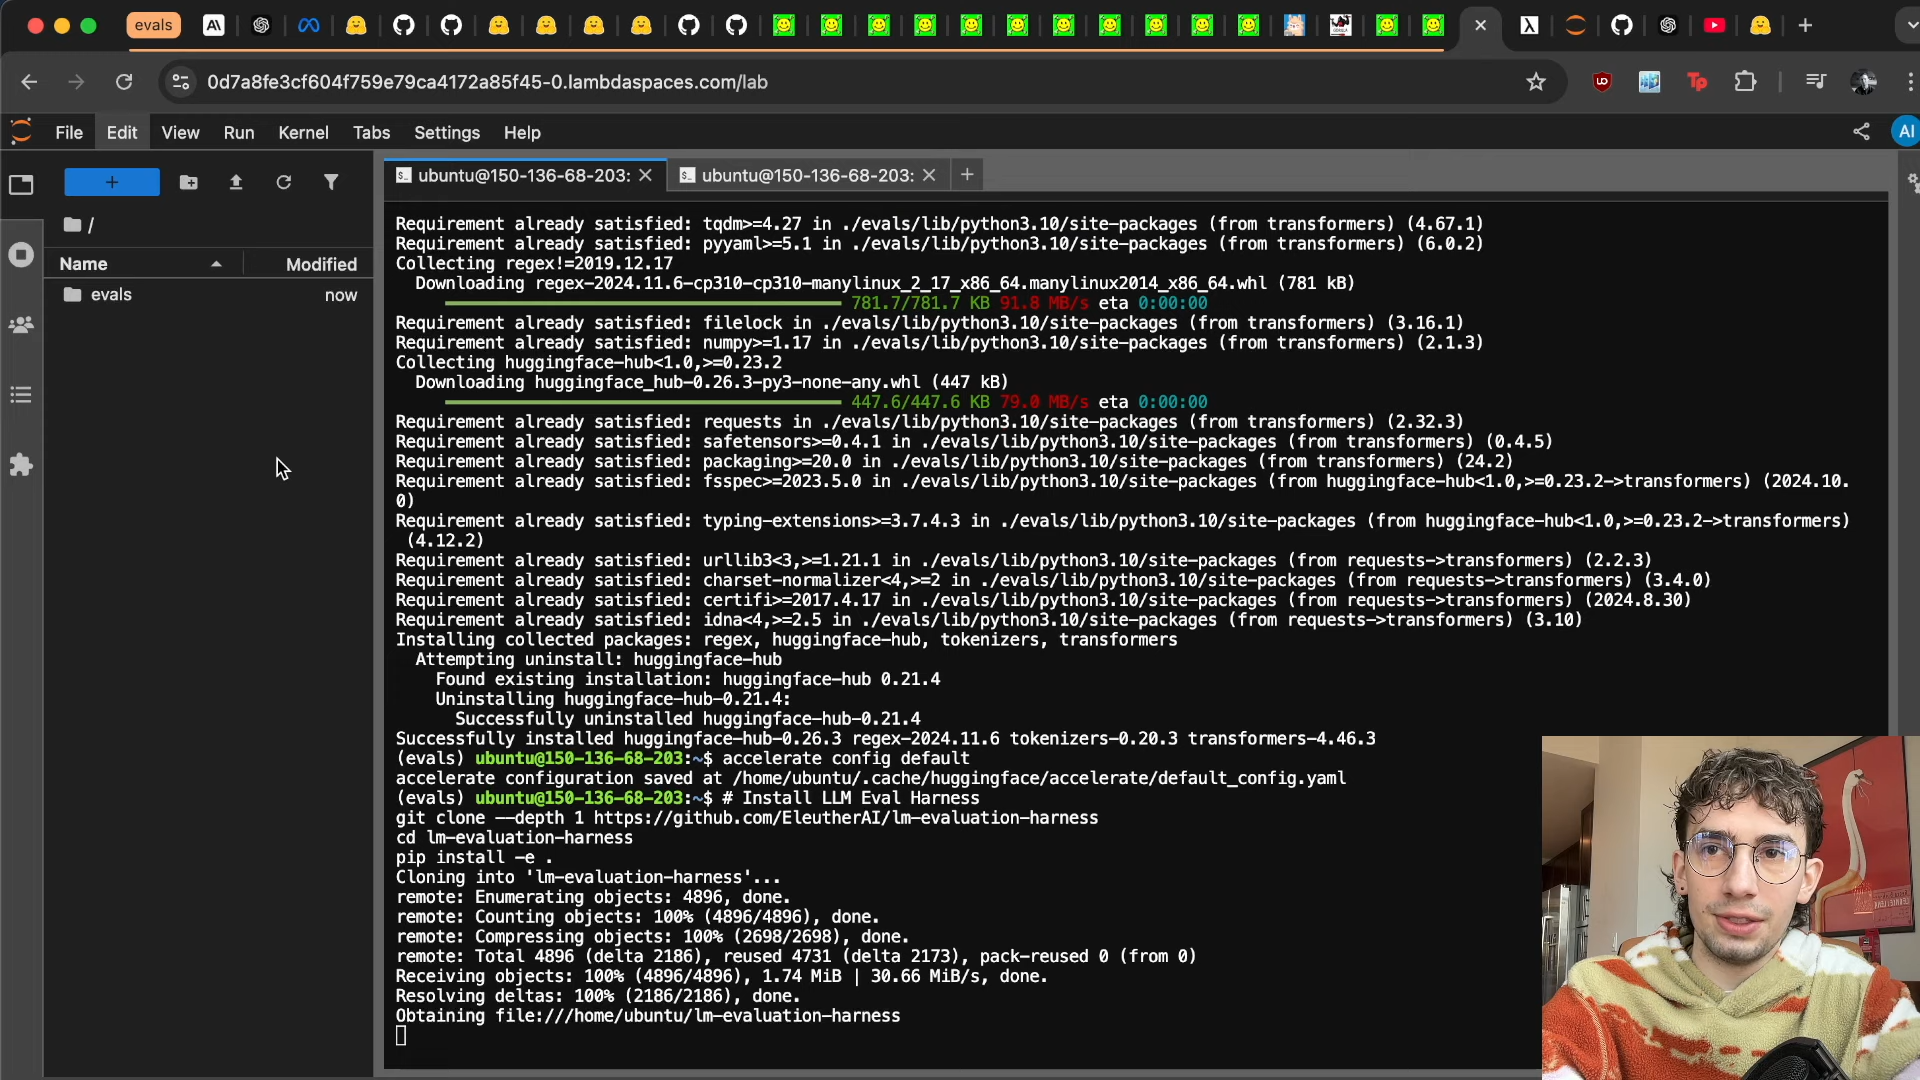 evals
0d7a8fe3cf604f759e79ca4172a85f45-0.lambdaspaces.com/lab
File Edit View Run Kernel Tabs Settings Help
AI
ubuntu@150-136-68-203: ubuntu@150-136-68-203:
/
Name Modified
evals now
Requirement already satisfied: tqdm>=4.27 in ./evals/lib/python3.10/site-packages (from transformers) (4.67.1)
Requirement already satisfied: pyyaml>=5.1 in ./evals/lib/python3.10/site-packages (from transformers) (6.0.2)
Collecting regex!=2019.12.17
Downloading regex-2024.11.6-cp310-cp310-manylinux_2_17_x86_64.manylinux2014_x86_64.whl (781 kB)
781.7/781.7 KB 91.8 MB/s eta 0:00:00
Requirement already satisfied: filelock in ./evals/lib/python3.10/site-packages (from transformers) (3.16.1)
Requirement already satisfied: numpy>=1.17 in ./evals/lib/python3.10/site-packages (from transformers) (2.1.3)
Collecting huggingface-hub<1.0,>=0.23.2
Downloading huggingface_hub-0.26.3-py3-none-any.whl (447 kB)
447.6/447.6 KB 79.0 MB/s eta 0:00:00
Requirement already satisfied: requests in ./evals/lib/python3.10/site-packages (from transformers) (2.32.3)
Requirement already satisfied: safetensors>=0.4.1 in ./evals/lib/python3.10/site-packages (from transformers) (0.4.5)
Requirement already satisfied: packaging>=20.0 in ./evals/lib/python3.10/site-packages (from transformers) (24.2)
Requirement already satisfied: fsspec>=2023.5.0 in ./evals/lib/python3.10/site-packages (from huggingface-hub<1.0,>=0.23.2->transformers) (2024.10.
0)
Requirement already satisfied: typing-extensions>=3.7.4.3 in ./evals/lib/python3.10/site-packages (from huggingface-hub<1.0,>=0.23.2->transformers)
(4.12.2)
Requirement already satisfied: urllib3<3,>=1.21.1 in ./evals/lib/python3.10/site-packages (from requests->transformers) (2.2.3)
Requirement already satisfied: charset-normalizer<4,>=2 in ./evals/lib/python3.10/site-packages (from requests->transformers) (3.4.0)
Requirement already satisfied: certifi>=2017.4.17 in ./evals/lib/python3.10/site-packages (from requests->transformers) (2024.8.30)
Requirement already satisfied: idna<4,>=2.5 in ./evals/lib/python3.10/site-packages (from requests->transformers) (3.10)
Installing collected packages: regex, huggingface-hub, tokenizers, transformers
Attempting uninstall: huggingface-hub
Found existing installation: huggingface-hub 0.21.4
Uninstalling huggingface-hub-0.21.4:
Successfully uninstalled huggingface-hub-0.21.4
Successfully installed huggingface-hub-0.26.3 regex-2024.11.6 tokenizers-0.20.3 transformers-4.46.3
(evals) ubuntu@150-136-68-203:~$ accelerate config default
accelerate configuration saved at /home/ubuntu/.cache/huggingface/accelerate/default_config.yaml
(evals) ubuntu@150-136-68-203:~$ # Install LLM Eval Harness
git clone --depth 1 https://github.com/EleutherAI/lm-evaluation-harness
cd lm-evaluation-harness
pip install -e .
Cloning into 'lm-evaluation-harness'...
remote: Enumerating objects: 4896, done.
remote: Counting objects: 100% (4896/4896), done.
remote: Compressing objects: 100% (2698/2698), done.
remote: Total 4896 (delta 2186), reused 4731 (delta 2173), pack-reused 0 (from 0)
Receiving objects: 100% (4896/4896), 1.74 MiB | 30.66 MiB/s, done.
Resolving deltas: 100% (2186/2186), done.
Obtaining file:///home/ubuntu/lm-evaluation-harness